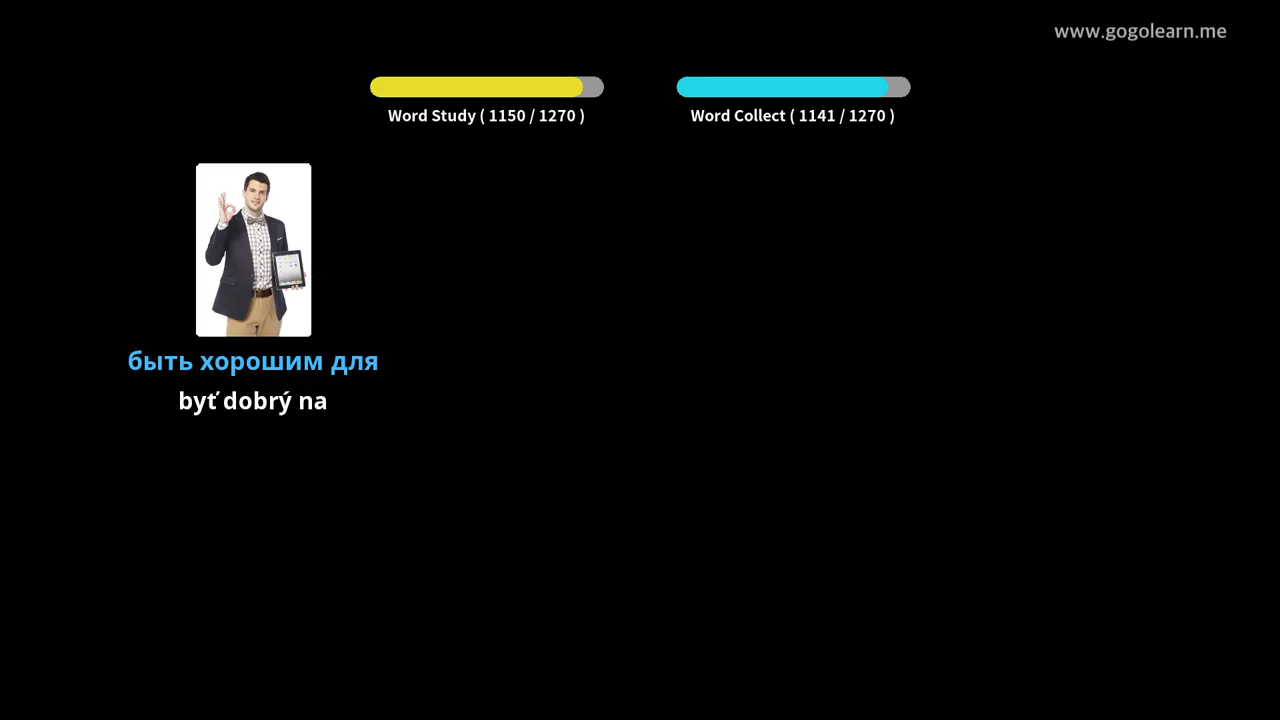 www.gogolearn.me
Word Study ( 1150 / 1270 )
Word Collect ( 1141 / 1270 )
быть хорошим для
byť dobrý na